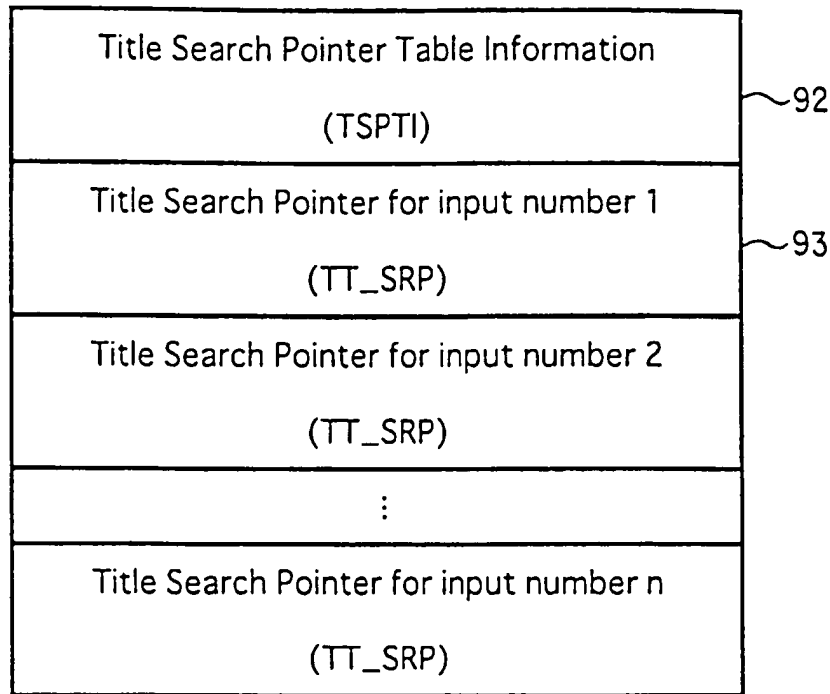 Title Search Pointer Table Information
(TSPTI)
92
Title Search Pointer for input number 1
(TT_SRP)
93
Title Search Pointer for input number 2
(TT_SRP)
⋮
Title Search Pointer for input number n
(TT_SRP)